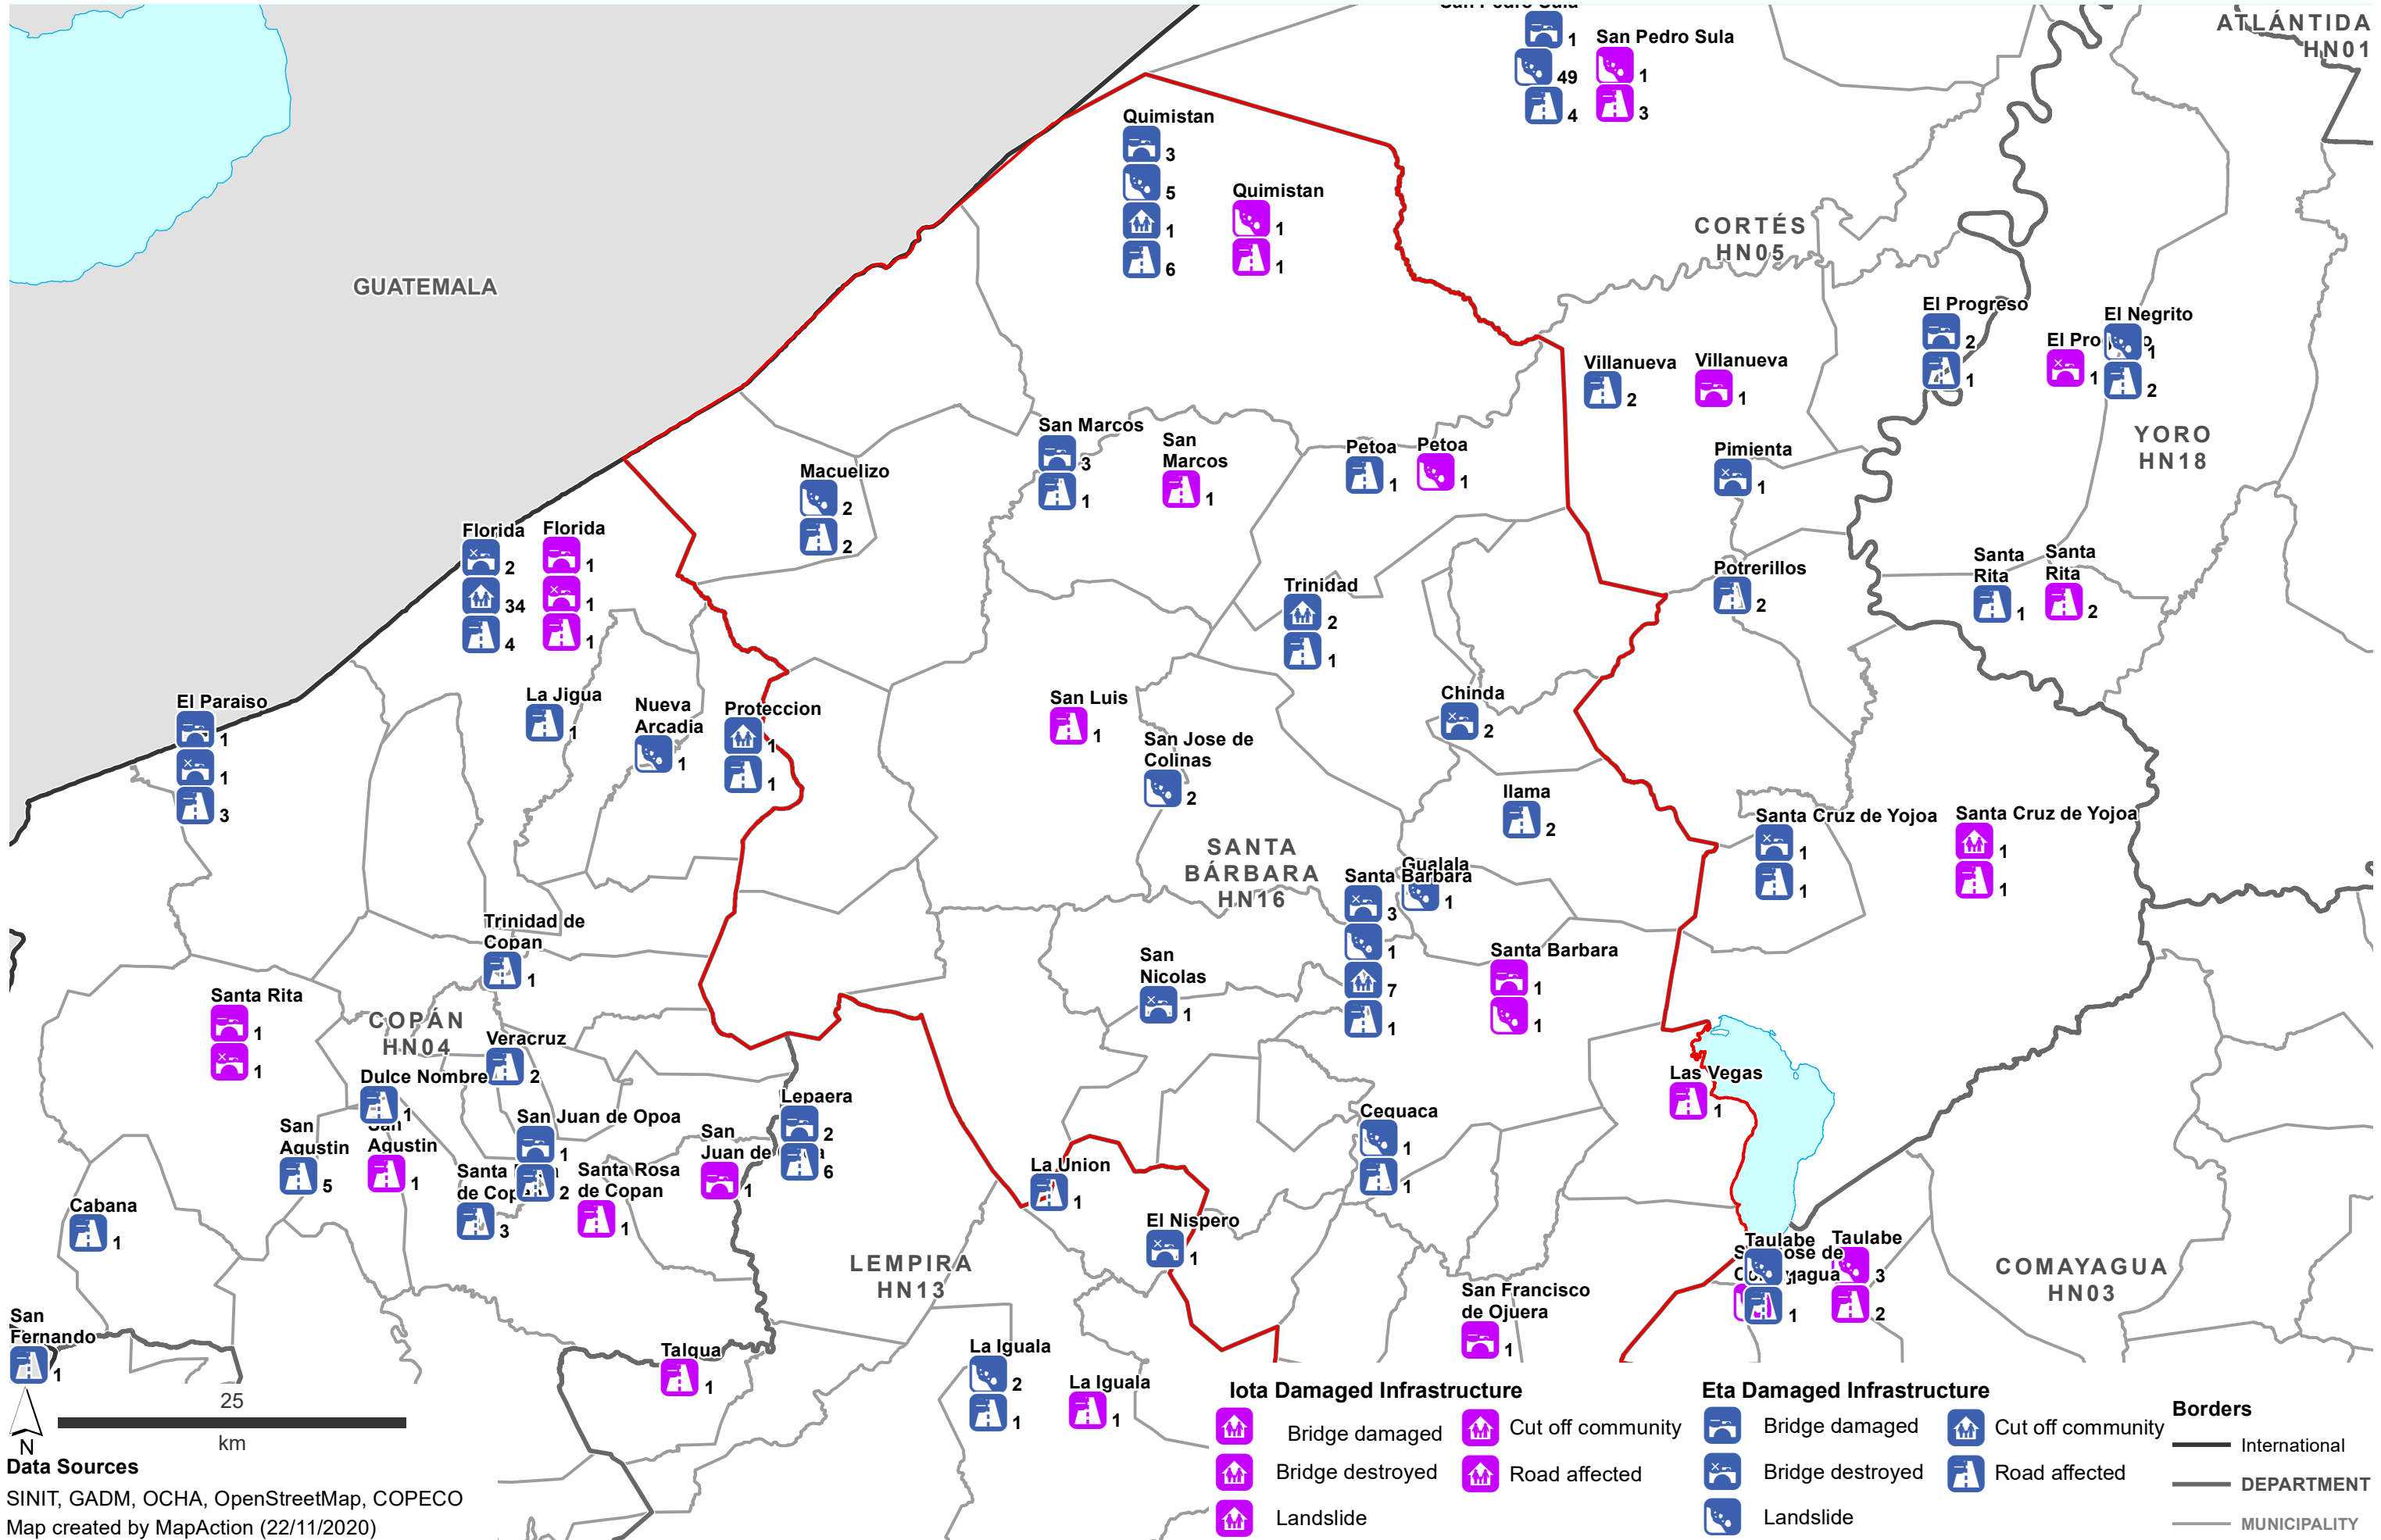 San Pedro Sula
1
49
4
San Pedro Sula
1
3
ATLÁNTIDA
HN01
Quimistan
3
5
1
6
Quimistan
1
1
CORTÉS
HN05
GUATEMALA
El Progreso
2
1
El Pro
1
El Negrito
1
2
Villanueva
2
Villanueva
1
YORO
HN18
San Marcos
3
1
San
Marcos
1
Petoa
1
Petoa
1
Pimienta
1
Macuelizo
2
2
Florida
2
34
4
Florida
1
1
1
Trinidad
2
1
Potrerillos
2
Santa
Rita
1
Santa
Rita
2
El Paraiso
1
1
3
La Jigua
1
Nueva
Arcadia
1
Proteccion
1
1
San Luis
1
San Jose de
Colinas
2
Chinda
2
Ilama
2
Santa Cruz de Yojoa
1
1
Santa Cruz de Yojoa
1
1
SANTA
BÁRBARA
HN16
Gualala
1
Santa Barbara
3
1
7
1
Santa Barbara
1
1
Trinidad de
Copan
1
San
Nicolas
1
Santa Rita
1
1
COPÁN
HN04
Veracruz
2
Dulce Nombre
1
Las Vegas
1
San
Agustin
5
San
Agustin
1
San Juan de Opoa
1
2
Santa
de Copan
3
Santa Rosa
de Copan
1
San
Juan de
1
Lepaera
2
6
Cequaca
1
1
La Union
1
El Nispero
1
Cabana
1
LEMPIRA
HN13
Taulabe
1
Taulabe
3
2
COMAYAGUA
HN03
San Francisco
de Ojuera
1
San
Fernando
1
Talgua
1
La Iguala
2
1
La Iguala
1
25
km
N
Data Sources
SINIT, GADM, OCHA, OpenStreetMap, COPECO
Map created by MapAction (22/11/2020)
Iota Damaged Infrastructure
Bridge damaged
Cut off community
Bridge destroyed
Road affected
Landslide
Eta Damaged Infrastructure
Bridge damaged
Cut off community
Bridge destroyed
Road affected
Landslide
Borders
International
DEPARTMENT
MUNICIPALITY